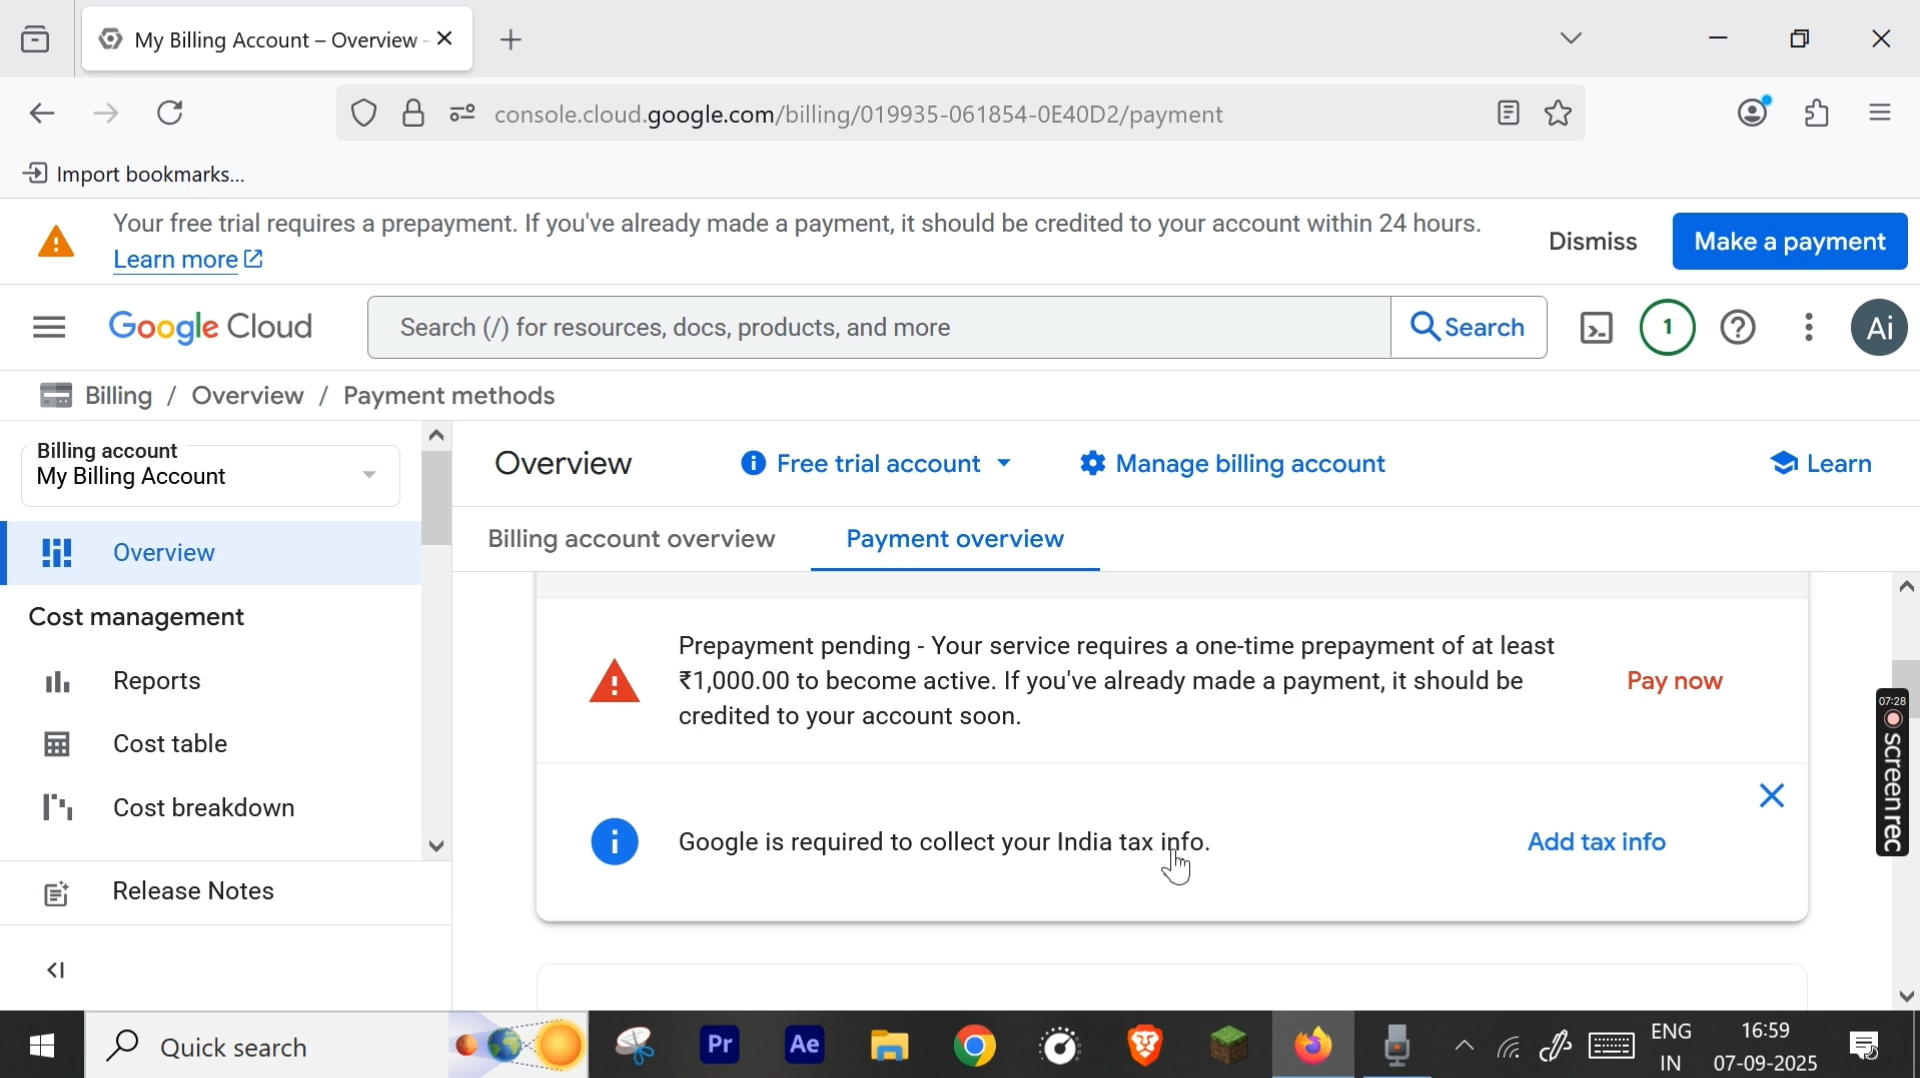 My Billing Account – Overview -
console.cloud.google.com/billing/019935-061854-0E40D2/payment
Import bookmarks...
Your free trial requires a prepayment. If you've already made a payment, it should be credited to your account within 24 hours.
Learn more
Dismiss
Make a payment
Google Cloud
Search (/) for resources, docs, products, and more
Search
1
Ai
Billing / Overview / Payment methods
Billing account
My Billing Account
Overview
Free trial account
Manage billing account
Learn
Billing account overview
Payment overview
Overview
Cost management
Reports
Cost table
Cost breakdown
Release Notes
Prepayment pending - Your service requires a one-time prepayment of at least
₹1,000.00 to become active. If you've already made a payment, it should be
credited to your account soon.
Pay now
Google is required to collect your India tax info.
Add tax info
07:28
screenrec
Quick search
Pr
Ae
ENG
IN
16:59
07-09-2025